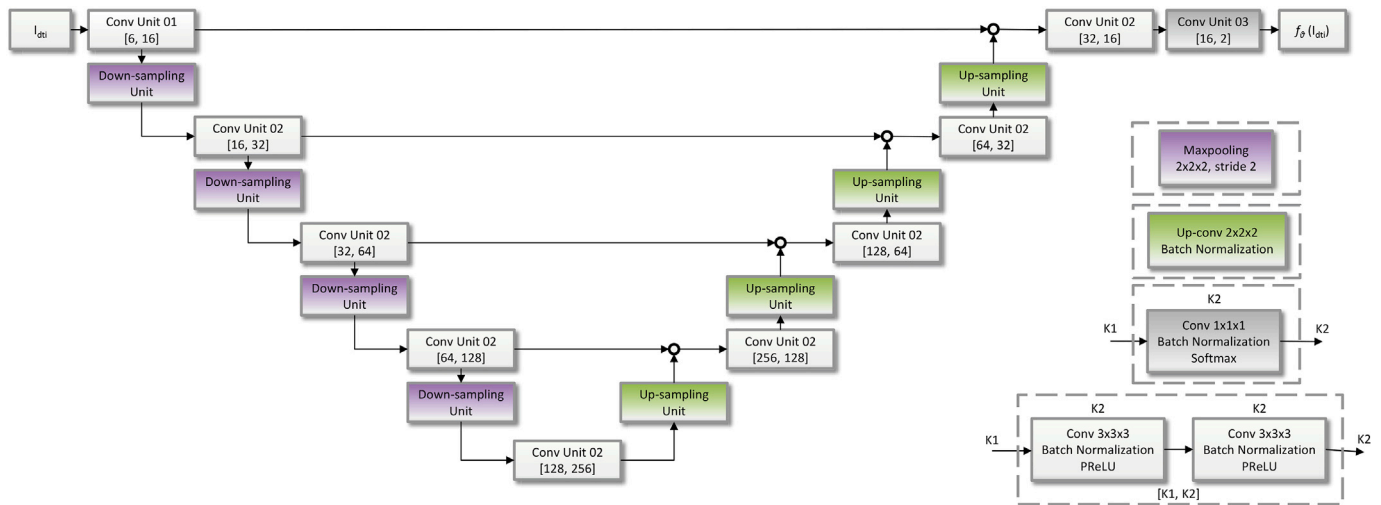 I_dti
Conv Unit 01
[6, 16]
Conv Unit 02
[32, 16]
Conv Unit 03
[16, 2]
f_ϑ (I_dti)
Down-sampling
Unit
Up-sampling
Unit
Conv Unit 02
[16, 32]
Conv Unit 02
[64, 32]
Down-sampling
Unit
Up-sampling
Unit
Conv Unit 02
[32, 64]
Conv Unit 02
[128, 64]
Down-sampling
Unit
Up-sampling
Unit
Conv Unit 02
[64, 128]
Conv Unit 02
[256, 128]
Down-sampling
Unit
Up-sampling
Unit
Conv Unit 02
[128, 256]
Maxpooling
2x2x2, stride 2
Up-conv 2x2x2
Batch Normalization
K2
K1
Conv 1x1x1
Batch Normalization
Softmax
K2
K2
K2
K1
Conv 3x3x3
Batch Normalization
PReLU
Conv 3x3x3
Batch Normalization
PReLU
K2
[K1, K2]